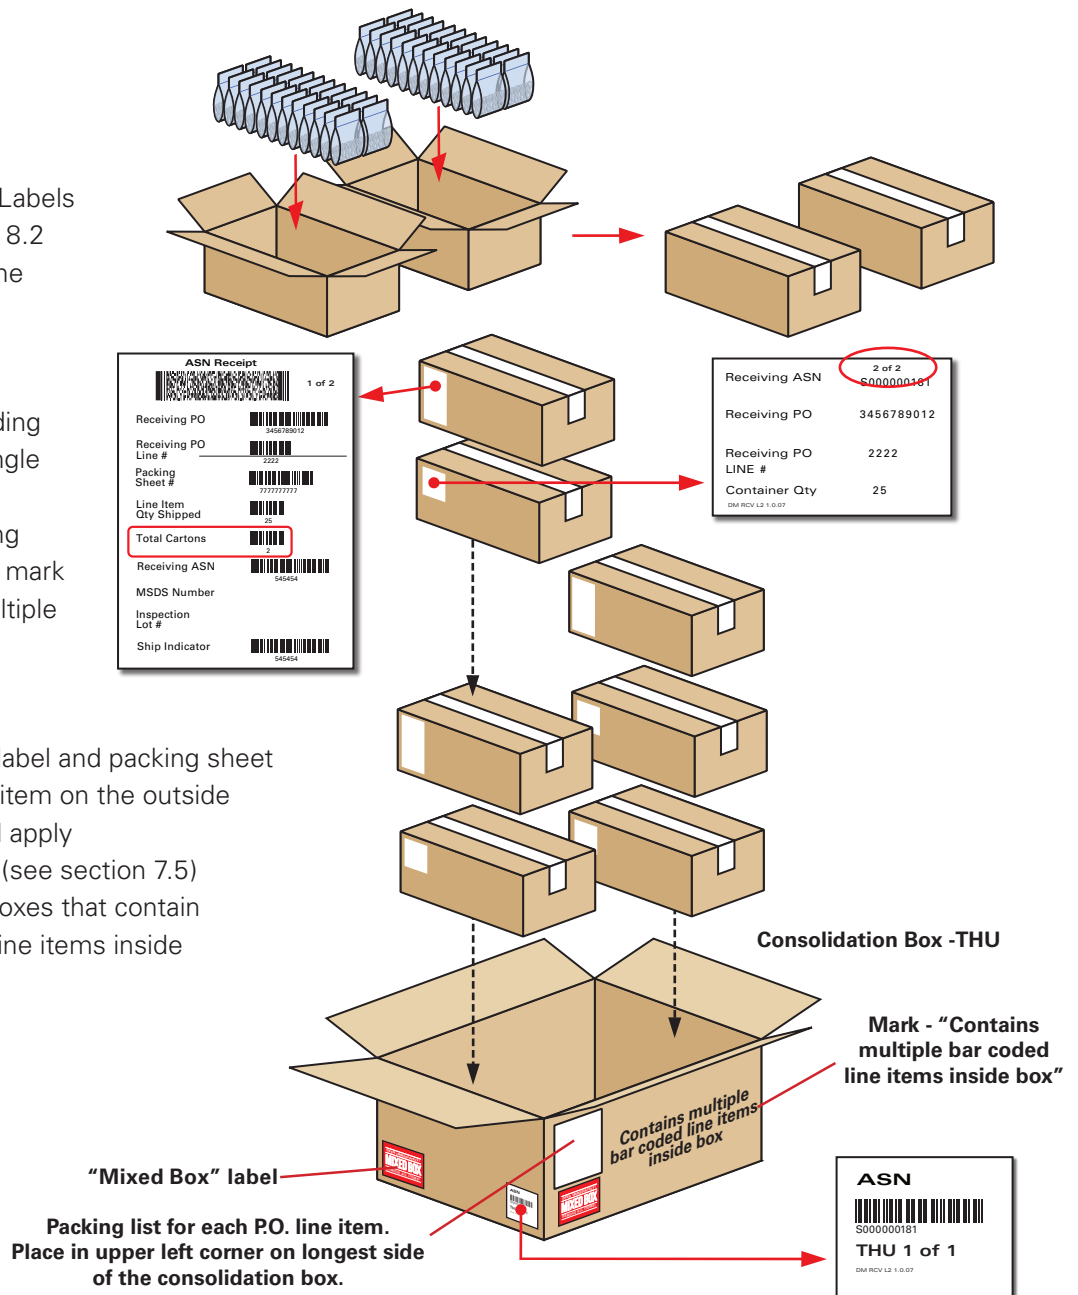 Labels
8.2
ne
ding
ngle
ng
mark
ltiple
label and packing sheet
item on the outside
l apply
(see section 7.5)
oxes that contain
ine items inside
ASN Receipt
1 of 2
Receiving PO
3456789012
Receiving PO
Line #
2222
Packing
Sheet #
7777777777
Line Item
Qty Shipped
25
Total Cartons
2
Receiving ASN
545454
MSDS Number
Inspection
Lot #
Ship Indicator
545454
2 of 2
Receiving ASN S000000181
Receiving PO 3456789012
Receiving PO 2222
LINE #
Container Qty 25
DM RCV L2 1.0.07
Consolidation Box -THU
Mark - “Contains
multiple bar coded
line items inside box”
Contains multiple
bar coded line items
inside box
MIXED BOX
ASN
MIXED BOX
“Mixed Box” label
Packing list for each P.O. line item.
Place in upper left corner on longest side
of the consolidation box.
ASN
S000000181
THU 1 of 1
DM RCV L2 1.0.07